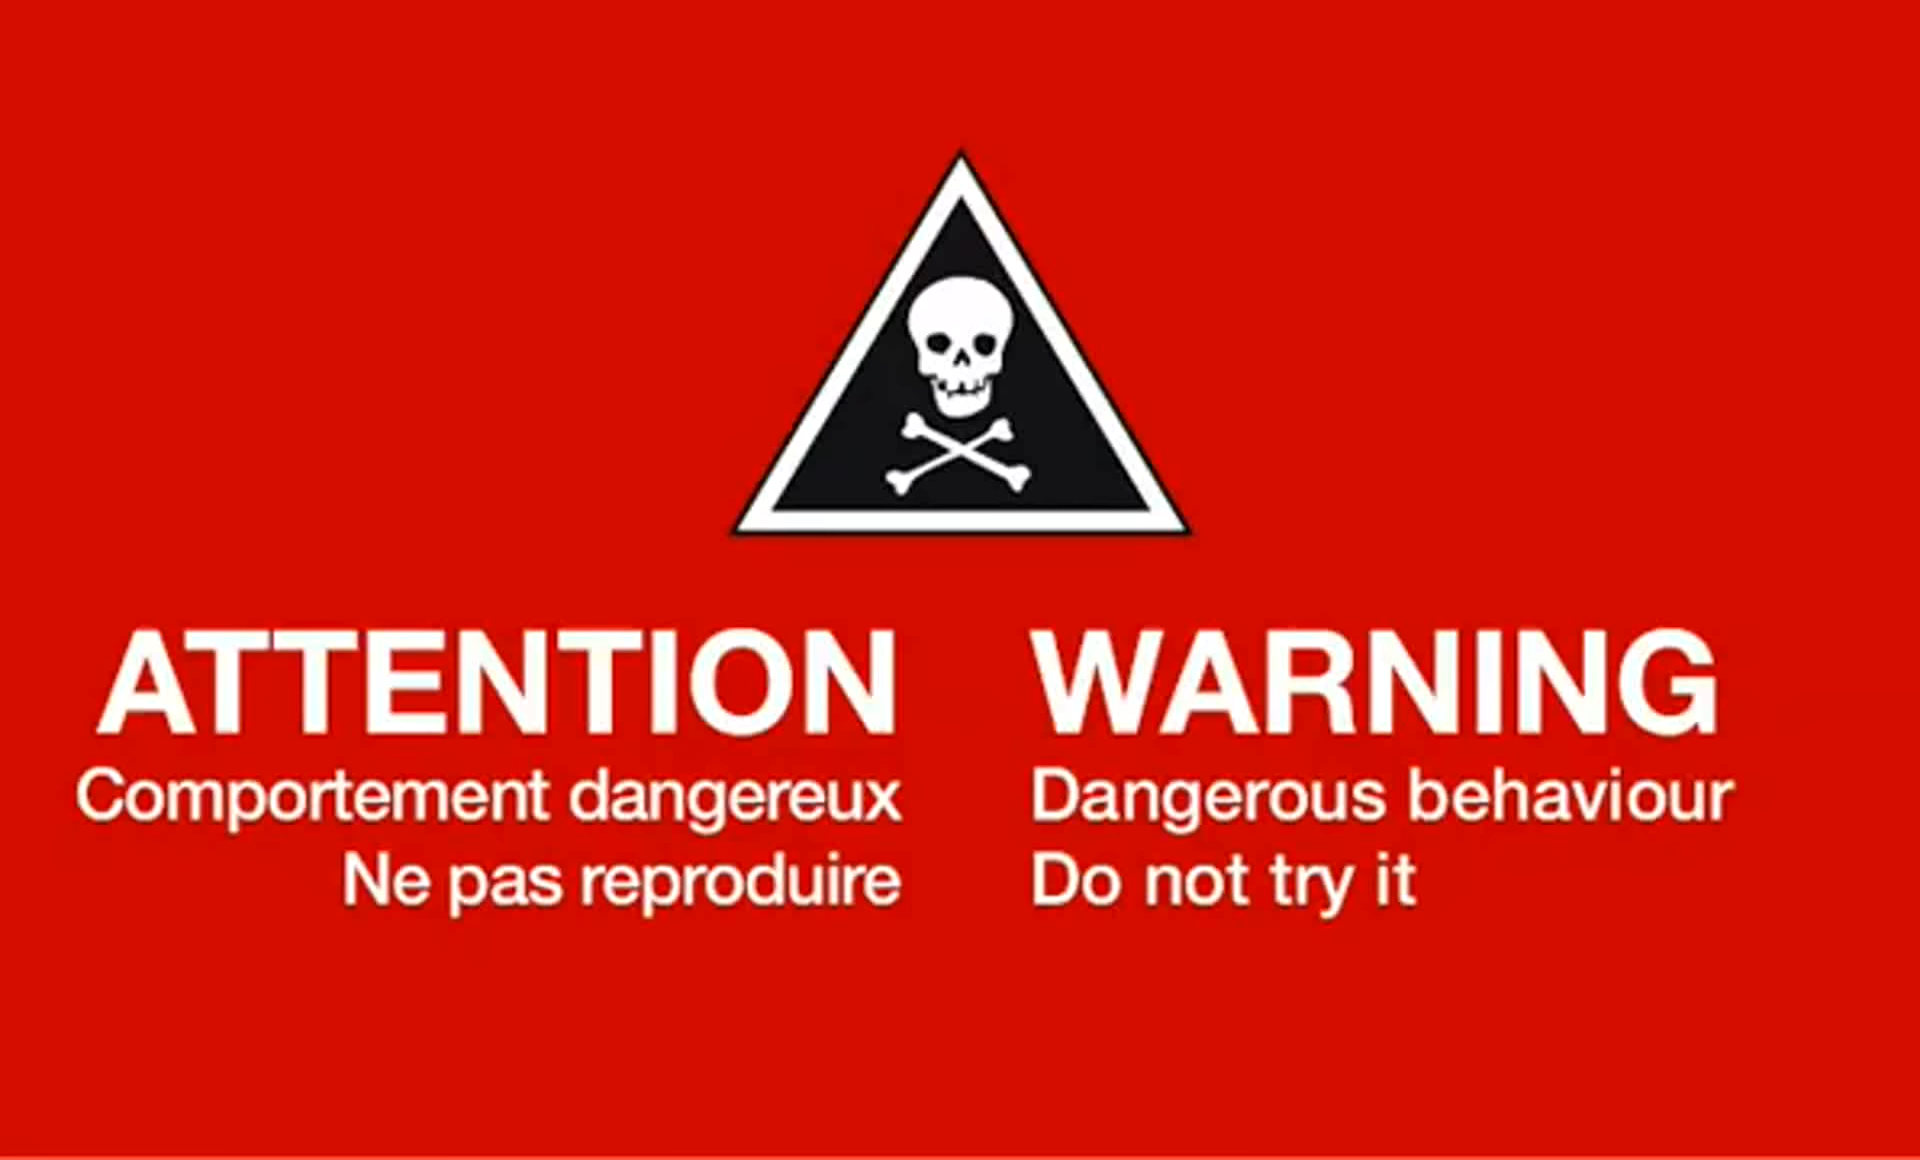 ATTENTION
Comportement dangereux
Ne pas reproduire
WARNING
Dangerous behaviour
Do not try it